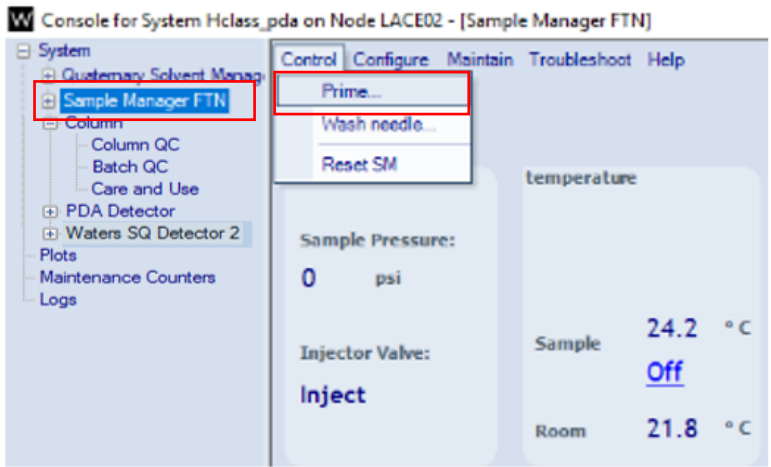 W Console for System Hclass_pda on Node LACE02 - [Sample Manager FTN]
System
Quaternary Solvent Manag
Sample Manager FTN
Column
Column QC
Batch QC
Care and Use
PDA Detector
Waters SQ Detector 2
Plots
Maintenance Counters
Logs
Control Configure Maintain Troubleshoot Help
Prime...
Wash needle...
Reset SM
Sample Pressure:
0 psi
Injector Valve:
Inject
temperature
Sample 24.2 °C
Off
Room 21.8 °C